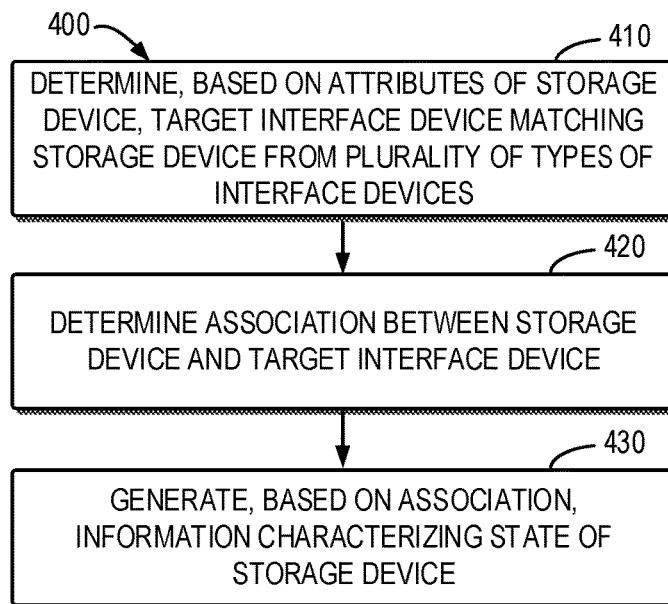 400
410
DETERMINE, BASED ON ATTRIBUTES OF STORAGE
DEVICE, TARGET INTERFACE DEVICE MATCHING
STORAGE DEVICE FROM PLURALITY OF TYPES OF
INTERFACE DEVICES
420
DETERMINE ASSOCIATION BETWEEN STORAGE
DEVICE AND TARGET INTERFACE DEVICE
430
GENERATE, BASED ON ASSOCIATION,
INFORMATION CHARACTERIZING STATE OF
STORAGE DEVICE